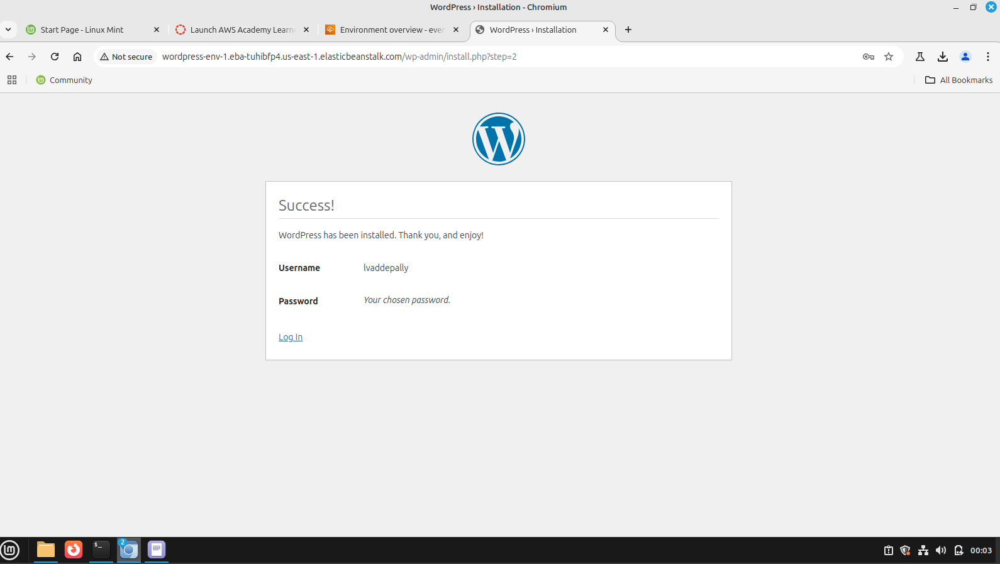 WordPress › Installation - Chromium
Start Page - Linux Mint
Launch AWS Academy Learn
Environment overview - even
WordPress › Installation
Not secure
wordpress-env-1.eba-tuhibfp4.us-east-1.elasticbeanstalk.com/wp-admin/install.php?step=2
Community
All Bookmarks
Success!
WordPress has been installed. Thank you, and enjoy!
Username lvaddepally
Password Your chosen password.
Log In
2
00:03